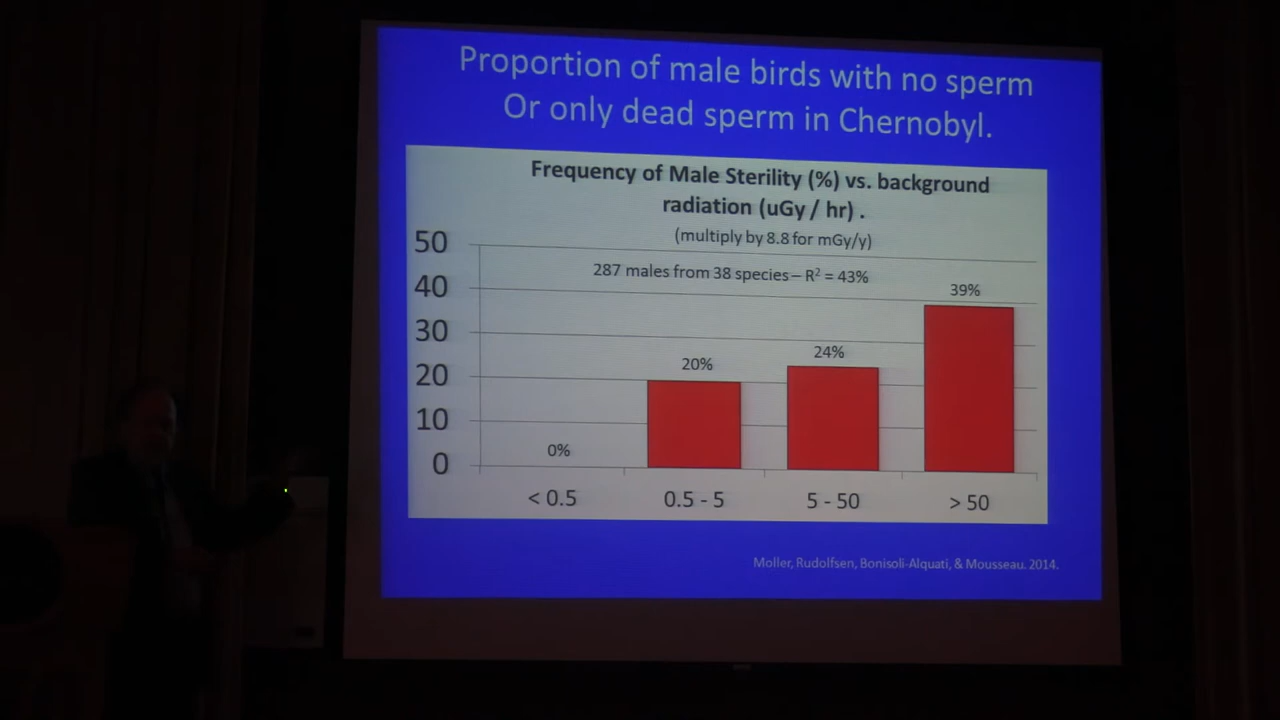 Proportion of male birds with no sperm
Or only dead sperm in Chernobyl.
Frequency of Male Sterility (%) vs. background
radiation (uGy / hr) .
(multiply by 8.8 for mGy/y)
287 males from 38 species – R² = 43%
50
40
30
20
10
0
0%
20%
24%
39%
< 0.5
0.5 - 5
5 - 50
> 50
Moller, Rudolfsen, Bonisoli-Alquati, & Mousseau. 2014.